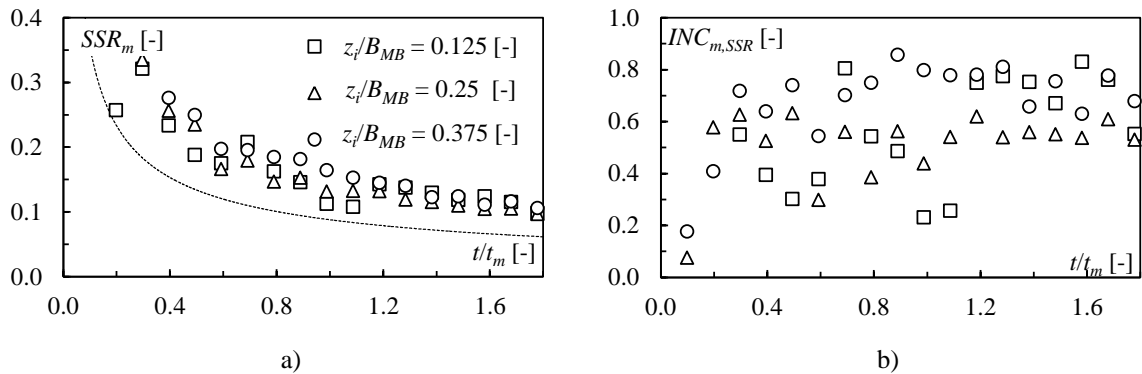 0.4
SSR_m [-]
z_i/B_MB = 0.125 [-]
z_i/B_MB = 0.25 [-]
z_i/B_MB = 0.375 [-]
0.3
0.2
0.1
t/t_m [-]
0.0
0.0 0.4 0.8 1.2 1.6
a)
1.0
INC_m,SSR [-]
0.8
0.6
0.4
0.2
t/t_m [-]
0.0
0.0 0.4 0.8 1.2 1.6
b)